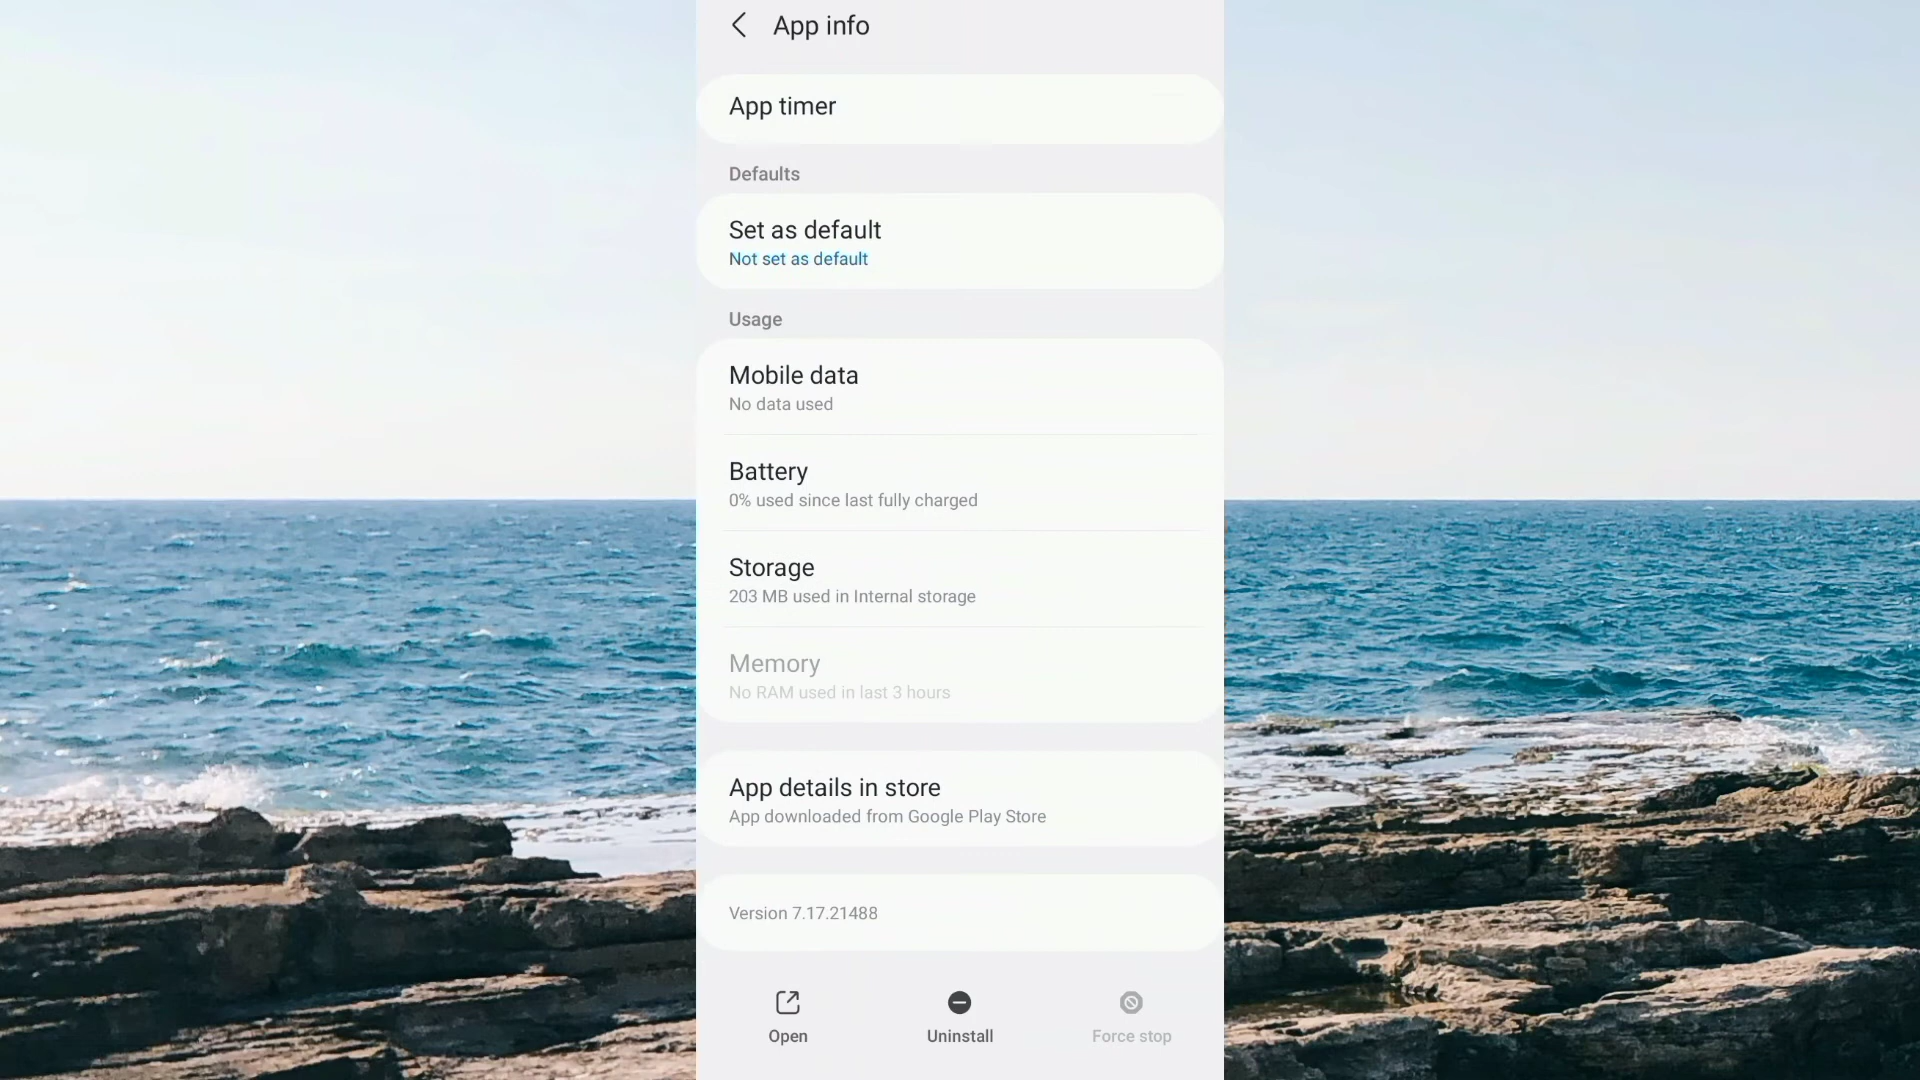 App info
App timer
Defaults
Set as default
Not set as default
Usage
Mobile data
No data used
Battery
0% used since last fully charged
Storage
203 MB used in Internal storage
Memory
No RAM used in last 3 hours
App details in store
App downloaded from Google Play Store
Version 7.17.21488
Open
Uninstall
Force stop